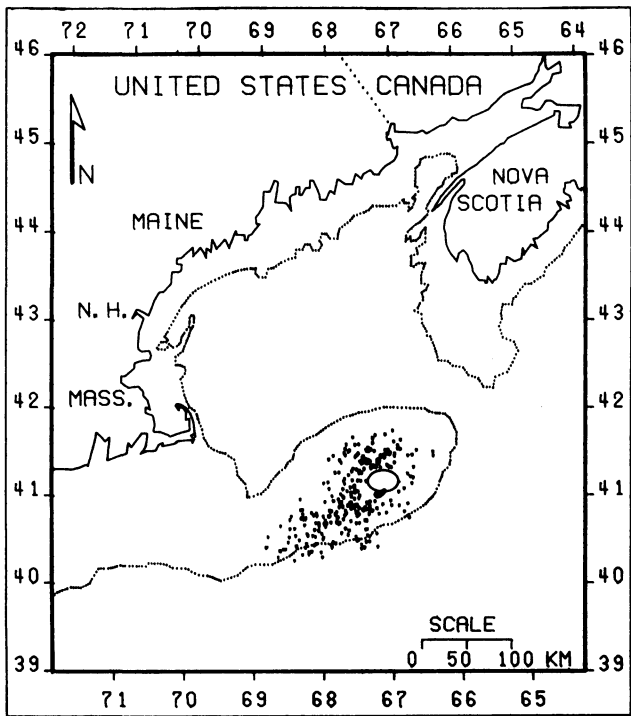 72 71 70 69 68 67 66 65 64
46 46
UNITED STATES CANADA
45 45
N
NOVA
SCOTIA
44 44
MAINE
43 43
N.H.
42 42
MASS.
41 41
40 40
SCALE
0 50 100 KM
39 39
71 70 69 68 67 66 65